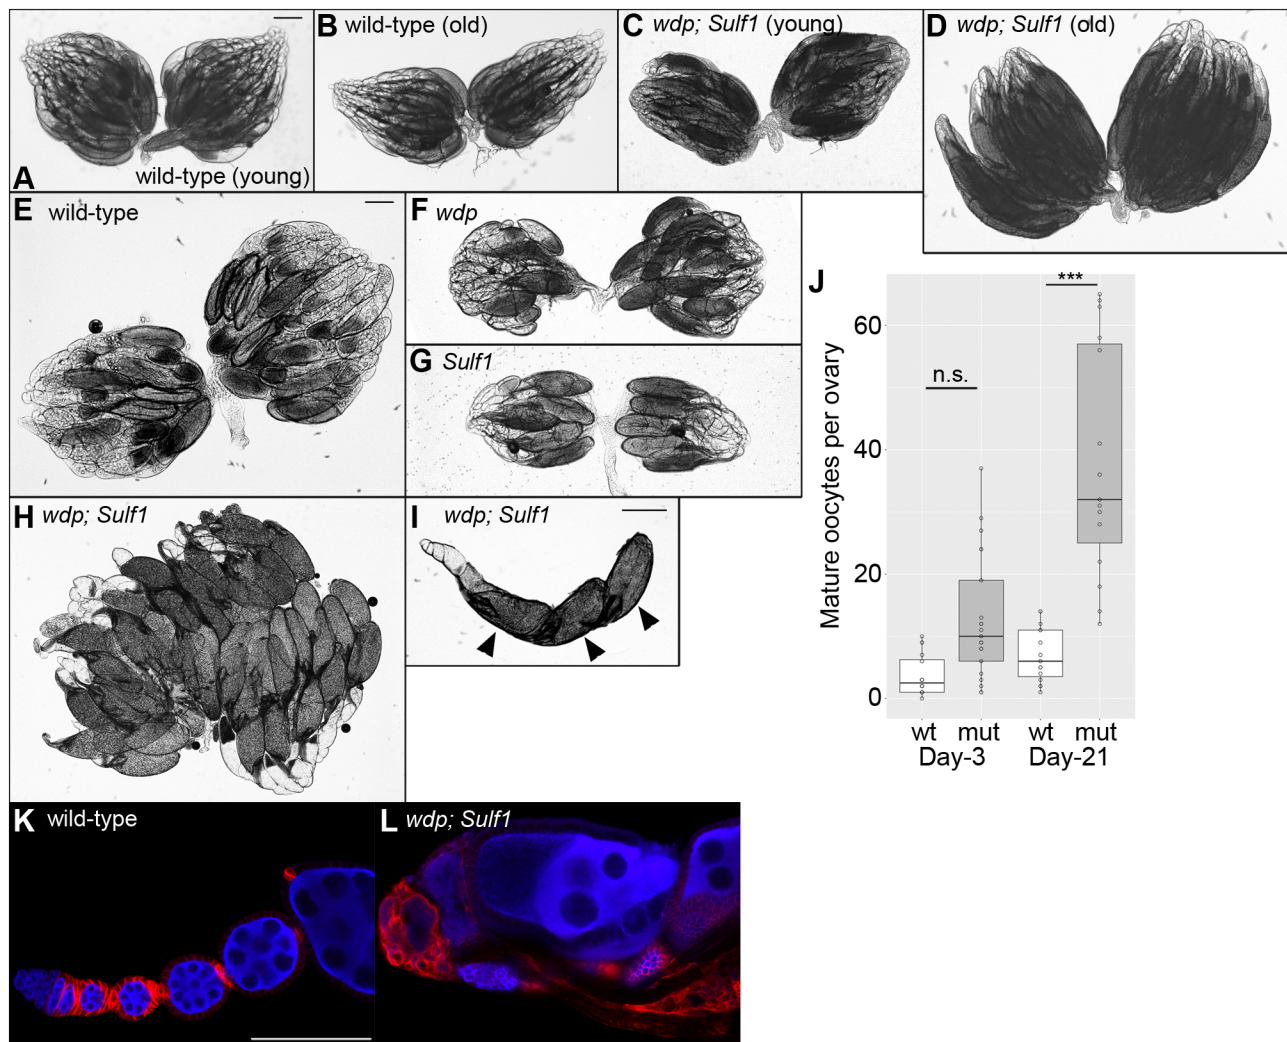 A
wild-type (young)
B wild-type (old)
C wdp; Sulf1 (young)
D wdp; Sulf1 (old)
E wild-type
F wdp
G Sulf1
H wdp; Sulf1
I wdp; Sulf1
J
Mature oocytes per ovary
60
40
20
0
n.s.
***
wt mut wt mut
Day-3 Day-21
K wild-type
L wdp; Sulf1